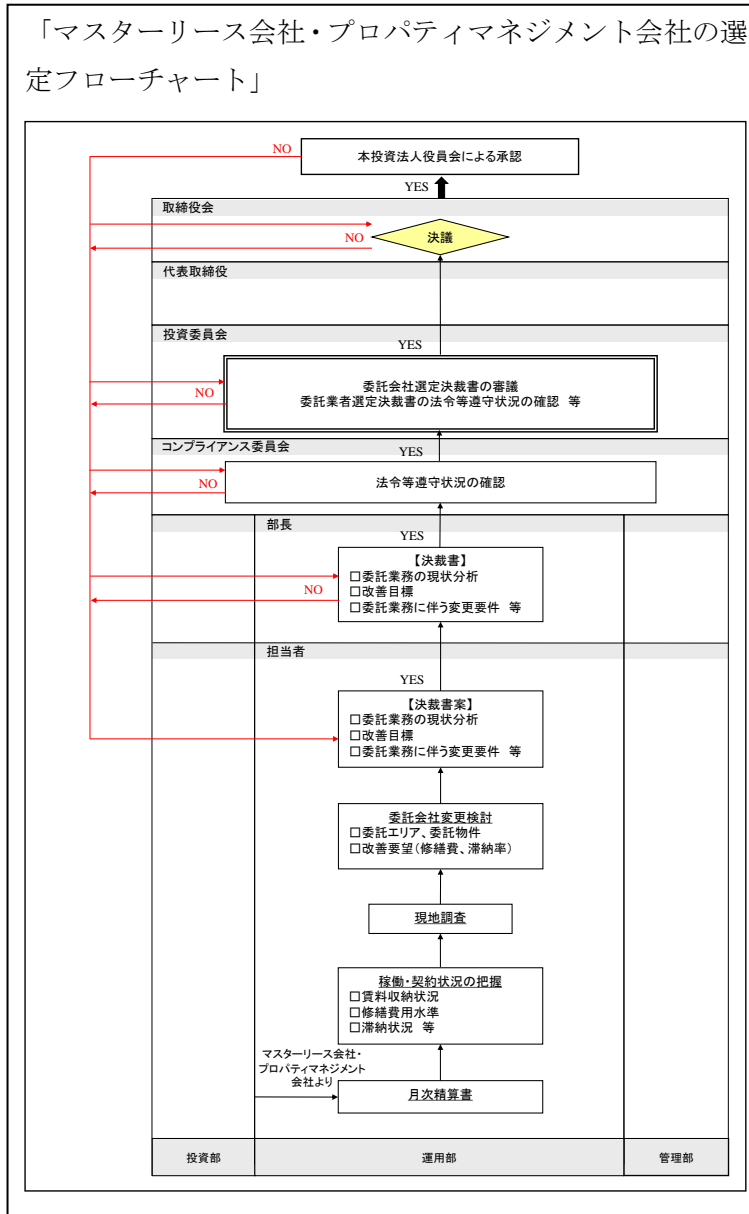 「マスターリース会社・プロパティマネジメント会社の選
定フローチャート」
NO
本投資法人役員会による承認
YES
取締役会
NO
決議
代表取締役
投資委員会
YES
委託会社選定決裁書の審議
委託業者選定決裁書の法令等遵守状況の確認 等
NO
コンプライアンス委員会
YES
法令等遵守状況の確認
NO
部長
YES
【決裁書】
□委託業務の現状分析
□改善目標
□委託業務に伴う変更要件 等
NO
担当者
YES
【決裁書案】
□委託業務の現状分析
□改善目標
□委託業務に伴う変更要件 等
委託会社変更検討
□委託エリア、委託物件
□改善要望(修繕費、滞納率)
現地調査
稼働・契約状況の把握
□賃料収納状況
□修繕費用水準
□滞納状況 等
マスターリース会社・
プロパティマネジメント
会社より
月次精算書
投資部
運用部
管理部